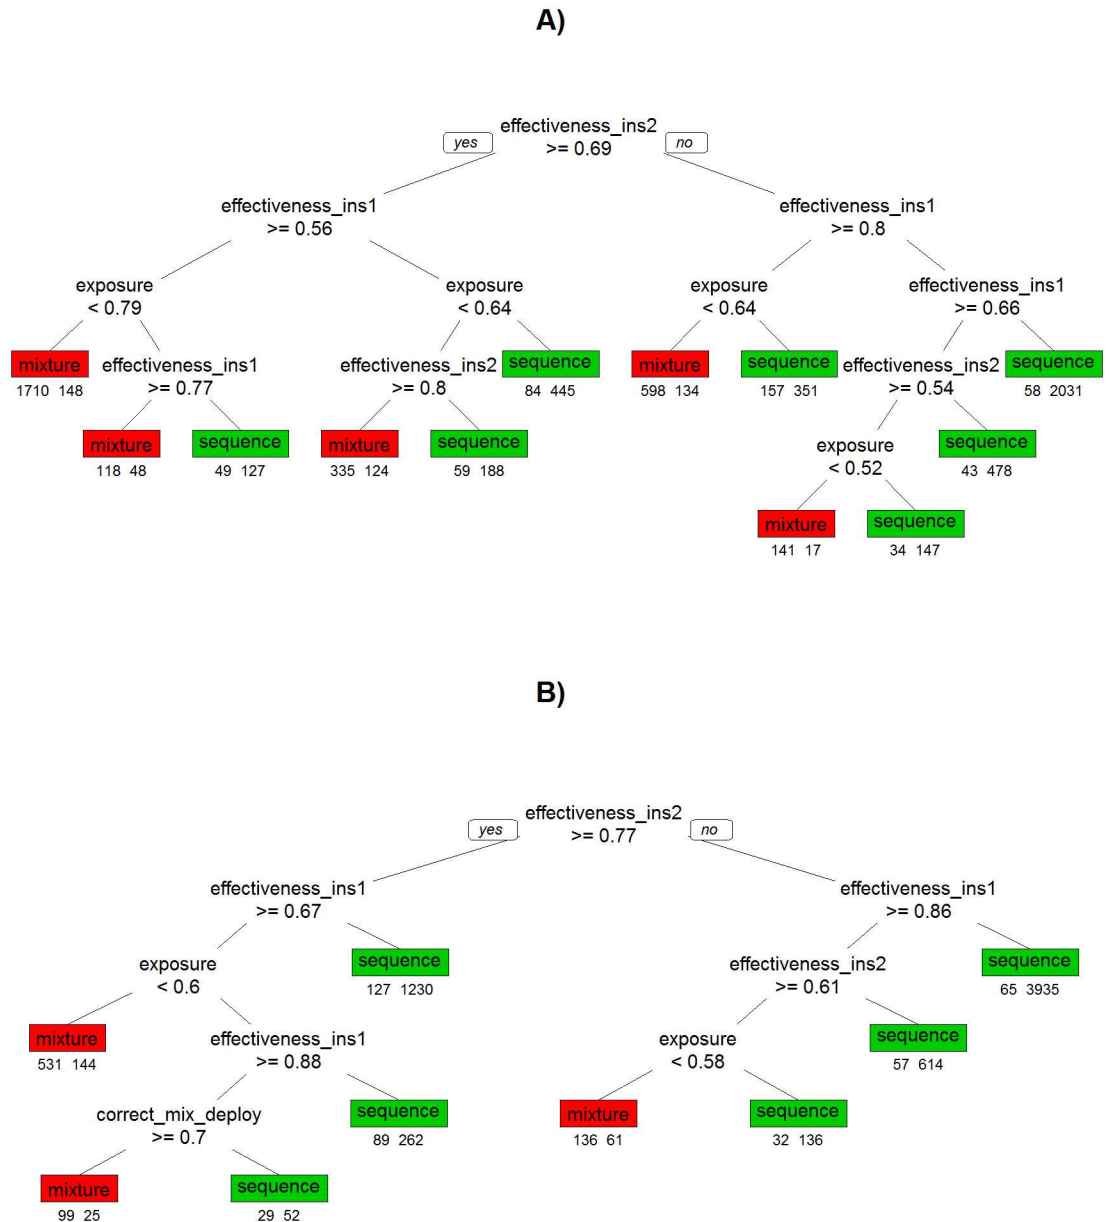 A)
effectiveness_ins2
>= 0.69
yes
no
effectiveness_ins1
>= 0.56
effectiveness_ins1
>= 0.8
exposure
< 0.79
exposure
< 0.64
exposure
< 0.64
effectiveness_ins1
>= 0.66
mixture
1710 148
effectiveness_ins1
>= 0.77
effectiveness_ins2
>= 0.8
sequence
84 445
mixture
598 134
sequence
157 351
effectiveness_ins2
>= 0.54
sequence
58 2031
mixture
118 48
sequence
49 127
mixture
335 124
sequence
59 188
exposure
< 0.52
sequence
43 478
mixture
141 17
sequence
34 147
B)
effectiveness_ins2
>= 0.77
yes
no
effectiveness_ins1
>= 0.67
effectiveness_ins1
>= 0.86
exposure
< 0.6
sequence
127 1230
effectiveness_ins2
>= 0.61
sequence
65 3935
mixture
531 144
effectiveness_ins1
>= 0.88
exposure
< 0.58
sequence
57 614
correct_mix_deploy
>= 0.7
sequence
89 262
mixture
136 61
sequence
32 136
mixture
99 25
sequence
29 52